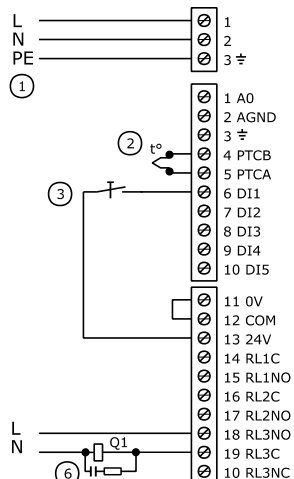 L 1
N 2
PE 3 ⏚
1
1 A0
2 AGND
3 ⏚
2 t° 4 PTCB
5 PTCA
3 6 DI1
7 DI2
8 DI3
9 DI4
10 DI5
11 0V
12 COM
13 24V
14 RL1C
15 RL1NO
16 RL2C
17 RL2NO
L 18 RL3NO
N Q1 19 RL3C
6 10 RL3NC